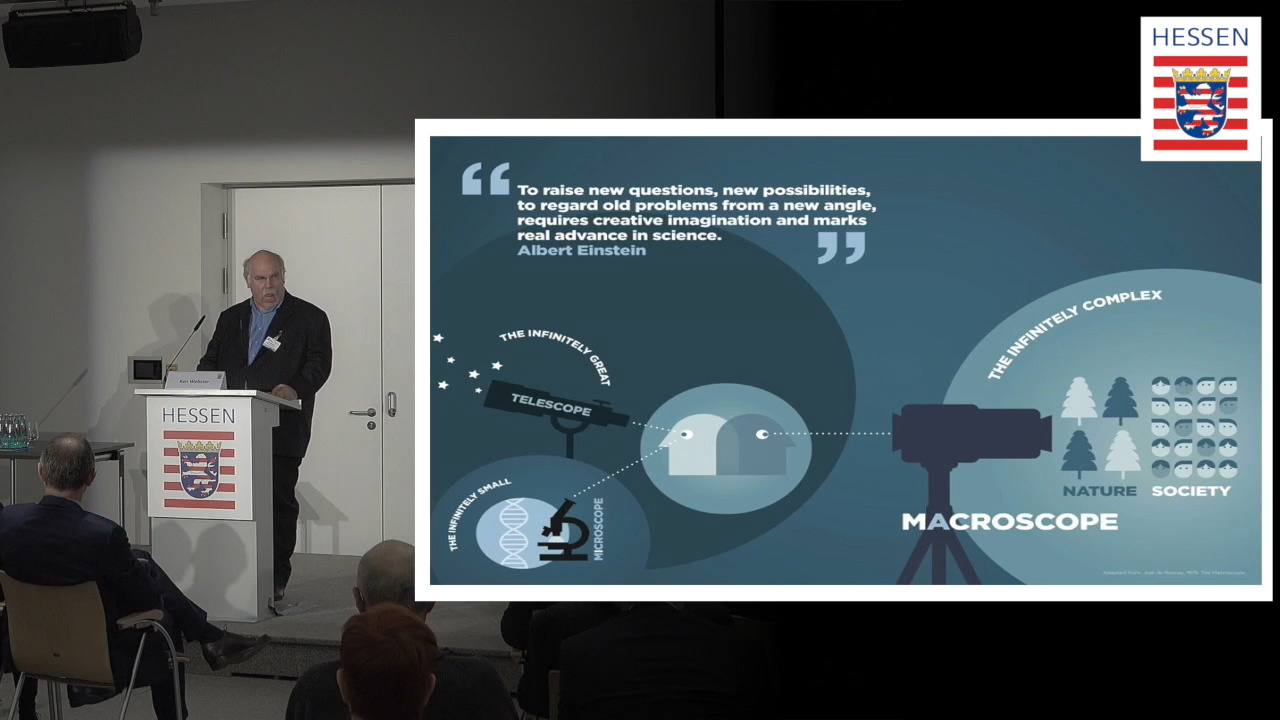 HESSEN
To raise new questions, new possibilities,
to regard old problems from a new angle,
requires creative imagination and marks
real advance in science.
Albert Einstein
THE INFINITELY COMPLEX
THE INFINITELY GREAT
TELESCOPE
NATURE SOCIETY
THE INFINITELY SMALL
MICROSCOPE
MACROSCOPE
Ken Webster
HESSEN